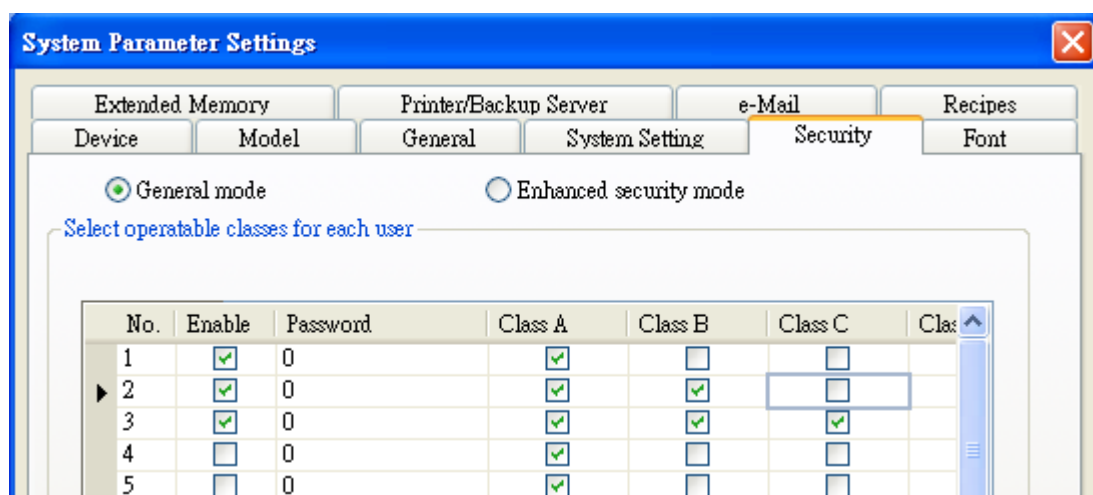 System Parameter Settings
Extended Memory Printer/Backup Server e-Mail Recipes
Device Model General System Setting Security Font
General mode Enhanced security mode
Select operatable classes for each user
No. Enable Password Class A Class B Class C Clas
1 0
2 0
3 0
4 0
5 0